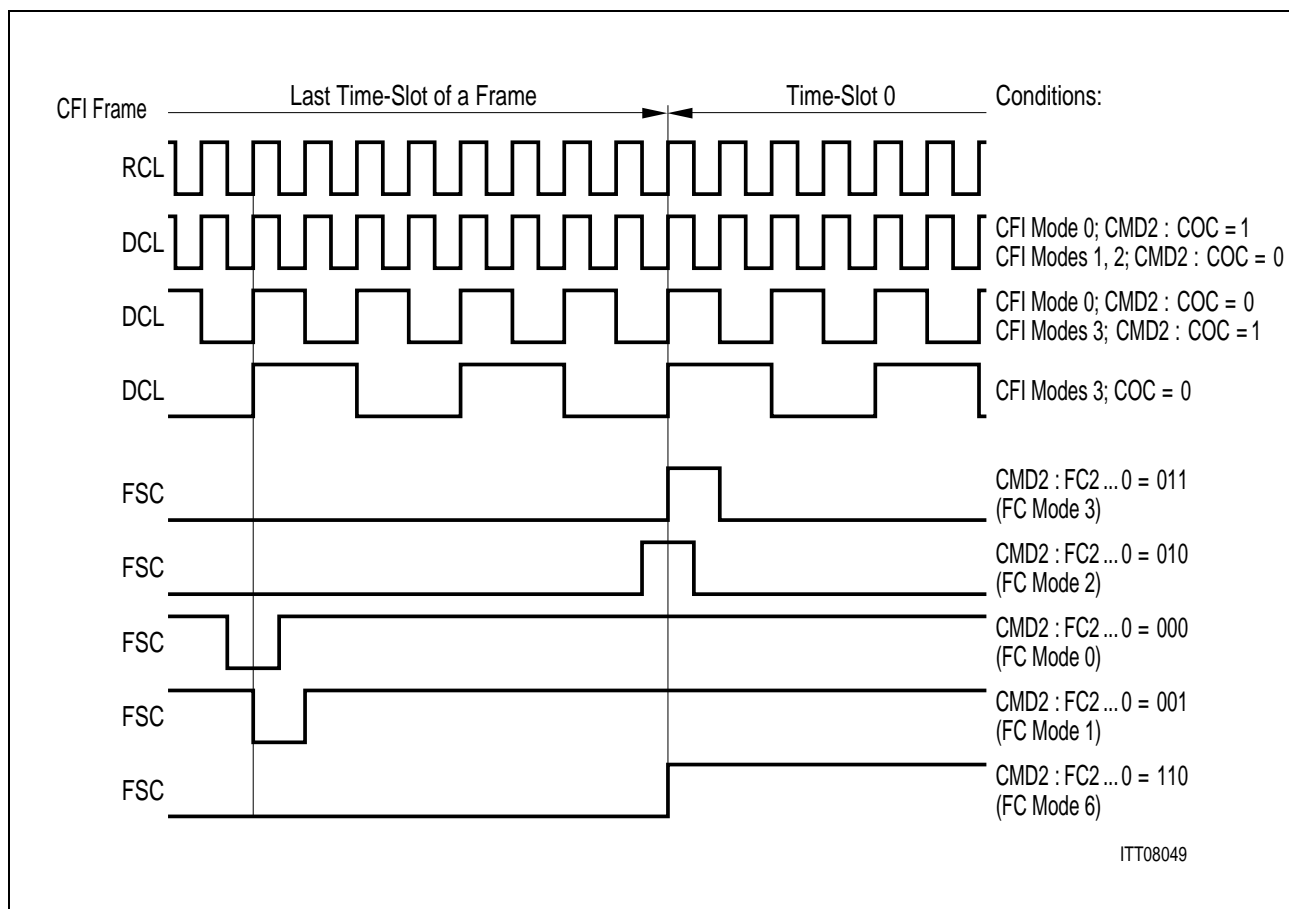 Last Time-Slot of a Frame
Time-Slot 0
Conditions:
CFI Frame
RCL
DCL
CFI Mode 0; CMD2 : COC = 1
CFI Modes 1, 2; CMD2 : COC = 0
DCL
CFI Mode 0; CMD2 : COC = 0
CFI Modes 3; CMD2 : COC = 1
DCL
CFI Modes 3; COC = 0
FSC
CMD2 : FC2 ... 0 = 011
(FC Mode 3)
FSC
CMD2 : FC2 ... 0 = 010
(FC Mode 2)
FSC
CMD2 : FC2 ... 0 = 000
(FC Mode 0)
FSC
CMD2 : FC2 ... 0 = 001
(FC Mode 1)
FSC
CMD2 : FC2 ... 0 = 110
(FC Mode 6)
ITT08049